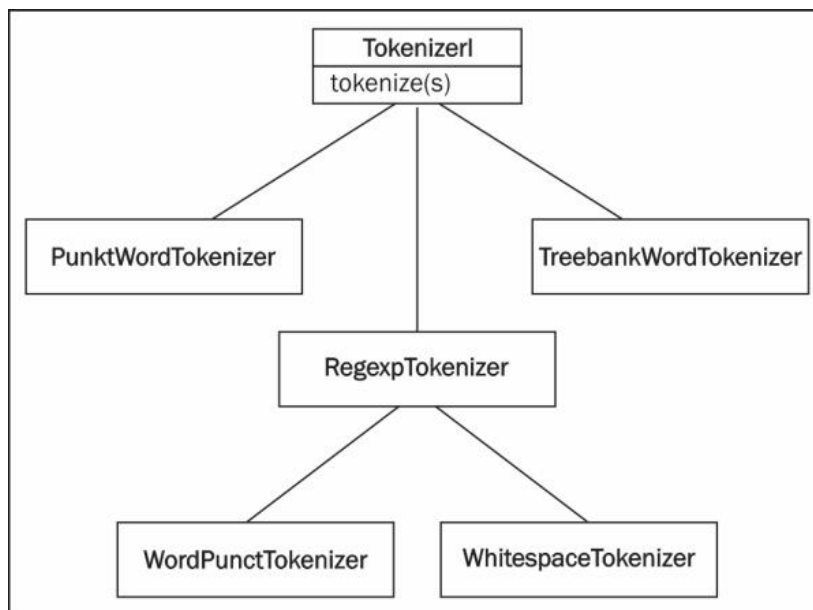 TokenizerI
tokenize(s)
PunktWordTokenizer
TreebankWordTokenizer
RegexpTokenizer
WordPunctTokenizer
WhitespaceTokenizer